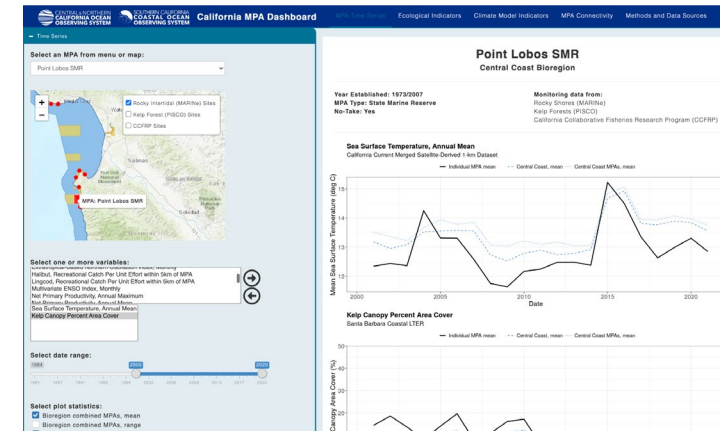 CENTRAL & NORTHERN
CALIFORNIA OCEAN
OBSERVING SYSTEM
SOUTHERN CALIFORNIA
COASTAL OCEAN
OBSERVING SYSTEM
California MPA Dashboard
MPA Time Series
Ecological Indicators
Climate Model Indicators
MPA Connectivity
Methods and Data Sources
− Time Series
Select an MPA from menu or map:
Point Lobos SMR
+
−
Rocky Intertidal (MARINe) Sites
Kelp Forest (PISCO) Sites
CCFRP Sites
Salinas
Soledad
MPA: Point Lobos SMR
Select one or more variables:
Halibut, Recreational Catch Per Unit Effort within 5km of MPA
Lingcod, Recreational Catch Per Unit Effort within 5km of MPA
Multivariate ENSO Index, Monthly
Net Primary Productivity, Annual Maximum
Net Primary Productivity, Annual Mean
Sea Surface Temperature, Annual Mean
Kelp Canopy Percent Area Cover
Select date range:
1984
2020
Select plot statistics:
Bioregion combined MPAs, mean
Bioregion combined MPAs, range
Point Lobos SMR
Central Coast Bioregion
Year Established: 1973/2007
MPA Type: State Marine Reserve
No-Take: Yes
Monitoring data from:
Rocky Shores (MARINe)
Kelp Forests (PISCO)
California Collaborative Fisheries Research Program (CCFRP)
Sea Surface Temperature, Annual Mean
California Current Merged Satellite-Derived 1-km Dataset
Individual MPA mean
Central Coast, mean
Central Coast MPAs, mean
Mean Sea Surface Temperature (deg C)
15
14
13
12
2000
2005
2010
2015
2020
Date
Kelp Canopy Percent Area Cover
Santa Barbara Coastal LTER
Individual MPA mean
Central Coast, mean
Central Coast MPAs, mean
Canopy Area Cover (%)
50
40
30
20